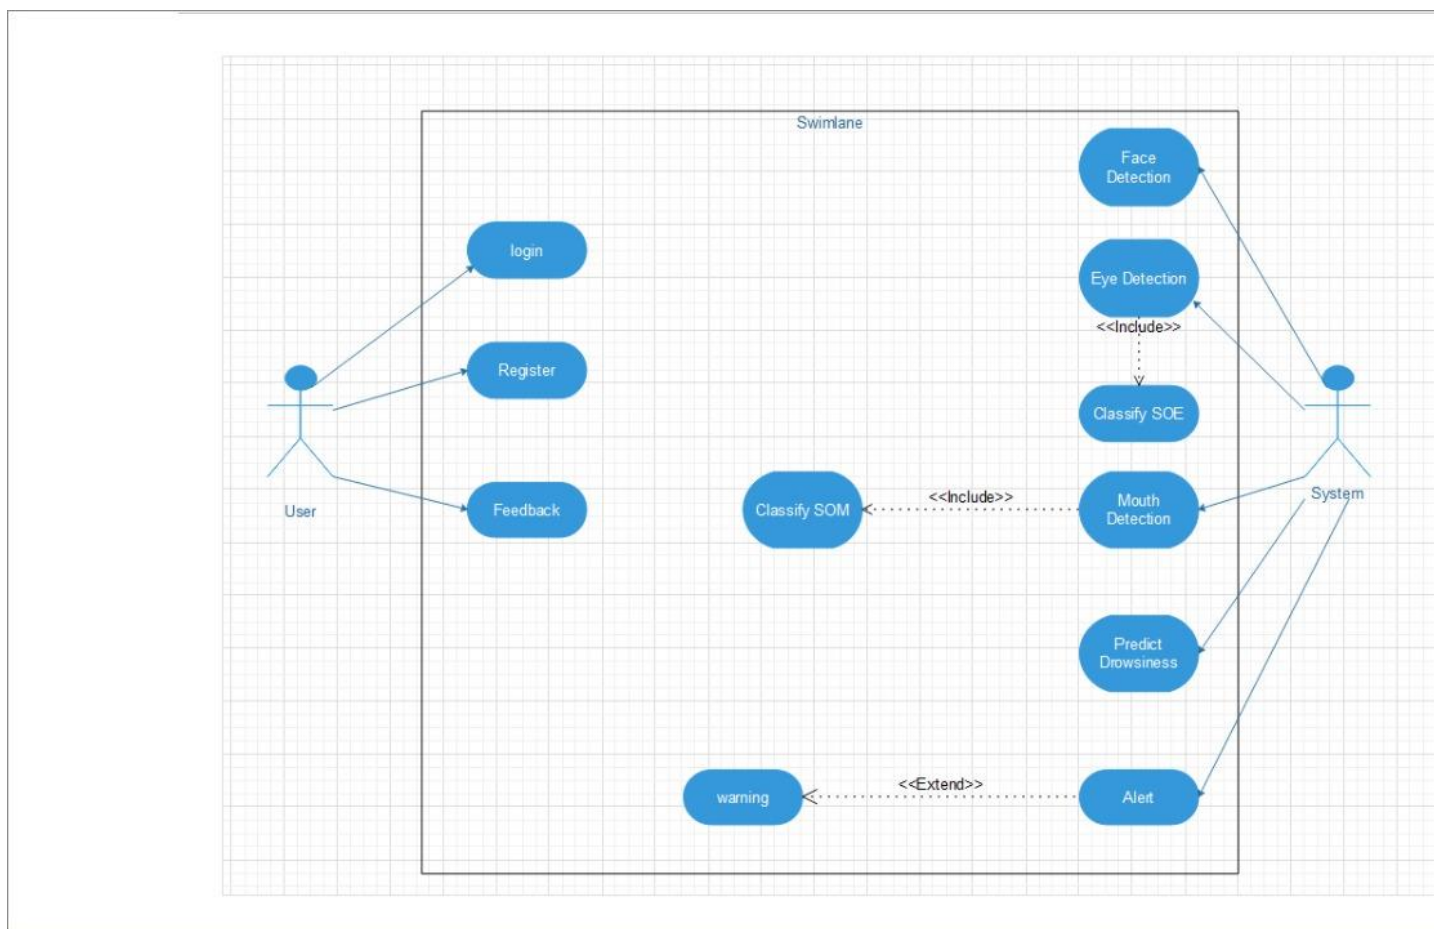 Swimlane
Face
Detection
login
Eye Detection
<<Include>>
Register
Classify SOE
User
Feedback
Classify SOM
<<Include>>
Mouth
Detection
System
Predict
Drowsiness
warning
<<Extend>>
Alert